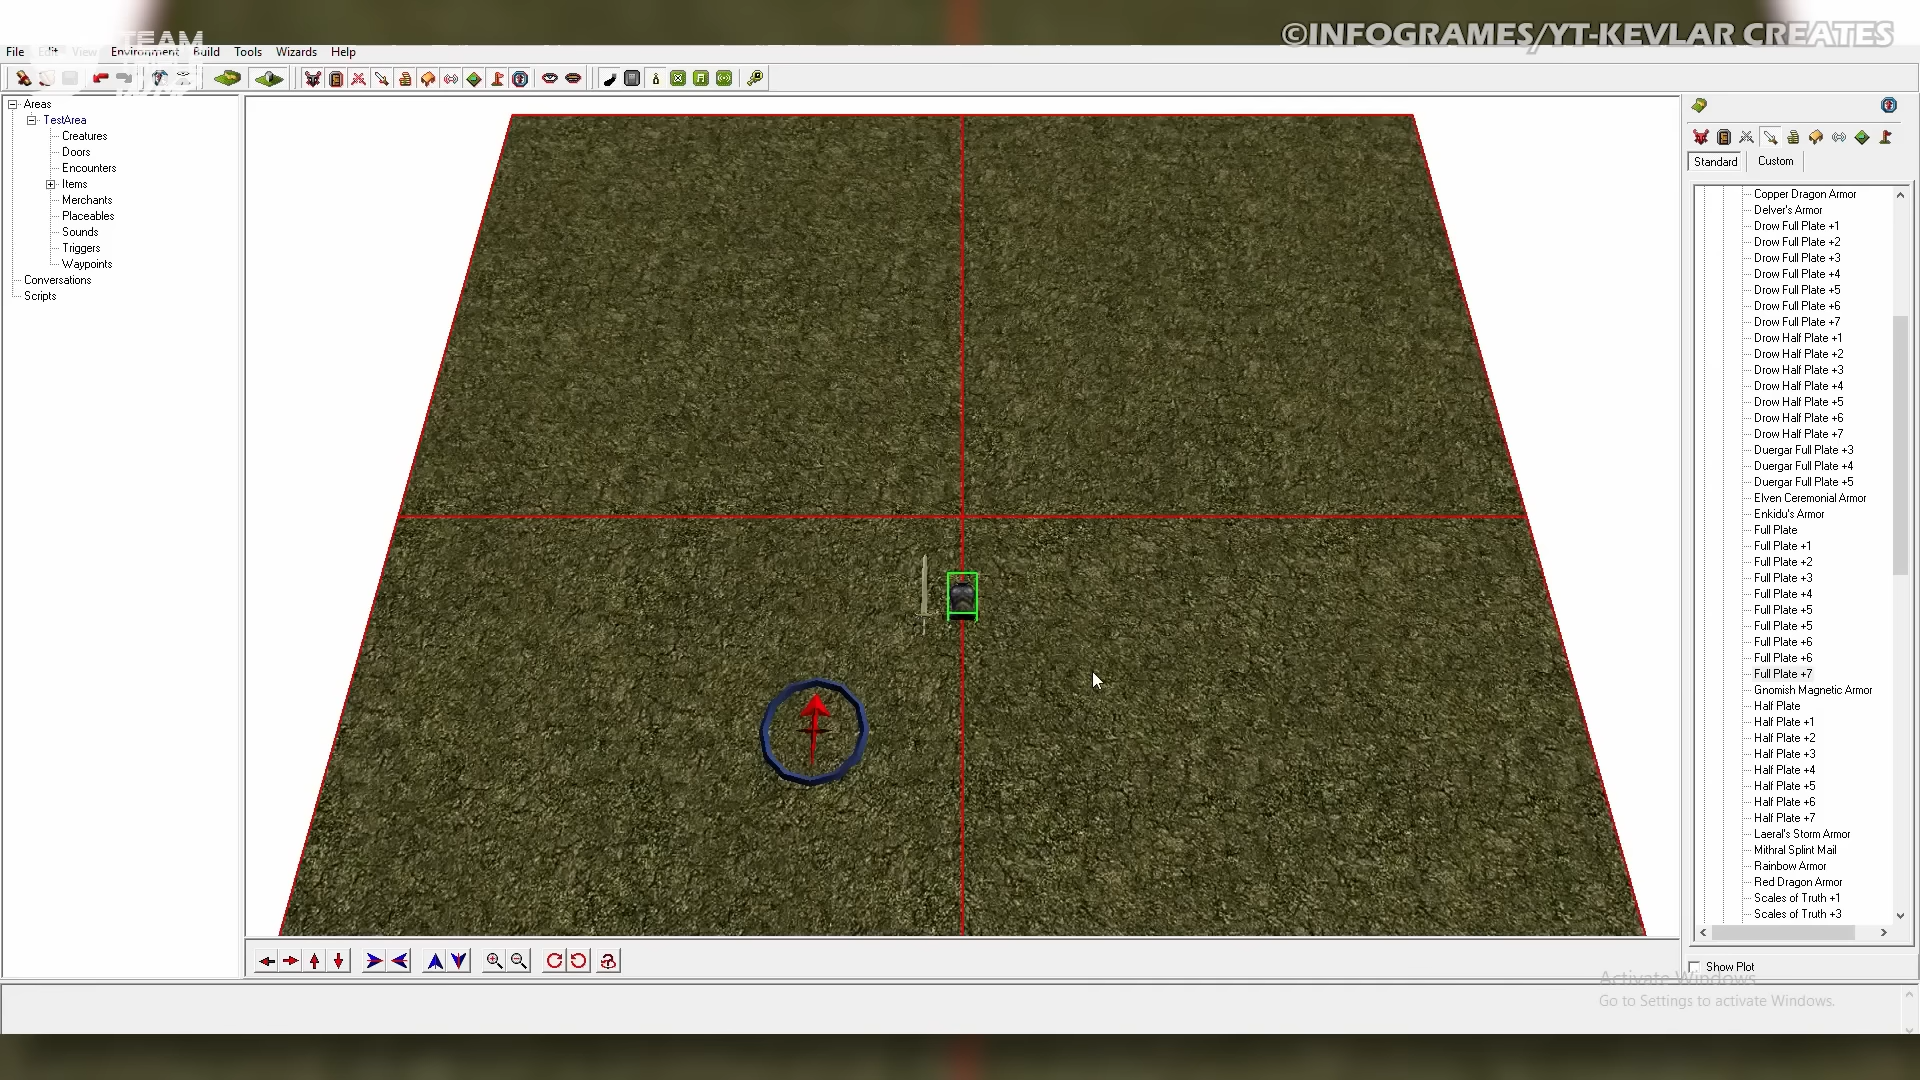 ©INFOGRAMES/YT-KEVLAR CREATES
TEAM
File Edit View Environment Build Tools Wizards Help
Areas
TestArea
Creatures
Doors
Encounters
Items
Merchants
Placeables
Sounds
Triggers
Waypoints
Conversations
Scripts
Standard Custom
Copper Dragon Armor
Delver's Armor
Drow Full Plate +1
Drow Full Plate +2
Drow Full Plate +3
Drow Full Plate +4
Drow Full Plate +5
Drow Full Plate +6
Drow Full Plate +7
Drow Half Plate +1
Drow Half Plate +2
Drow Half Plate +3
Drow Half Plate +4
Drow Half Plate +5
Drow Half Plate +6
Drow Half Plate +7
Duergar Full Plate +3
Duergar Full Plate +4
Duergar Full Plate +5
Elven Ceremonial Armor
Enkidu's Armor
Full Plate
Full Plate +1
Full Plate +2
Full Plate +3
Full Plate +4
Full Plate +5
Full Plate +5
Full Plate +6
Full Plate +6
Full Plate +7
Gnomish Magnetic Armor
Half Plate
Half Plate +1
Half Plate +2
Half Plate +3
Half Plate +4
Half Plate +5
Half Plate +6
Half Plate +7
Laeral's Storm Armor
Mithral Splint Mail
Rainbow Armor
Red Dragon Armor
Scales of Truth +1
Scales of Truth +3
Show Plot
Activate Windows
Go to Settings to activate Windows.